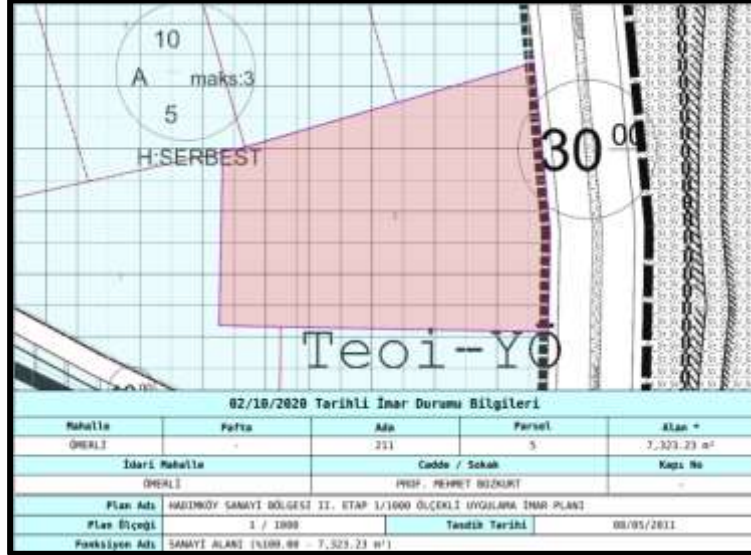 10
A maks:3
5
H:SERBEST
30 00
Teoi-YÖ
02/10/2020 Tarihli İmar Durumu Bilgileri
Mahalle Pafta Ada Parsel Alan *
ÖMERLİ - 211 5 7,323.23 m²
İdari Mahalle Cadde / Sokak Kapı No
ÖMERLİ PROF. MEHMET BOZKURT -
Plan Adı HADIMKÖY SANAYİ BÖLGESİ II. ETAP 1/1000 ÖLÇEKLİ UYGULAMA İMAR PLANI
Plan Ölçeği 1 / 1000 Tasdik Tarihi 08/05/2011
Fonksiyon Adı SANAYİ ALANI (%100.00 - 7,323.23 m²)